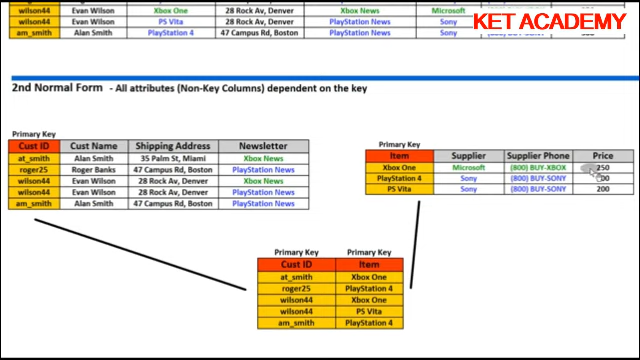 KET ACADEMY
wilson44 Evan Wilson Xbox One 28 Rock Av, Denver Xbox News Microsoft
wilson44 Evan Wilson PS Vita 28 Rock Av, Denver PlayStation News Sony
am_smith Alan Smith PlayStation 4 47 Campus Rd, Boston PlayStation News Sony
2nd Normal Form - All attributes (Non-Key Columns) dependent on the key
Primary Key
Cust ID Cust Name Shipping Address Newsletter
at_smith Alan Smith 35 Palm St, Miami Xbox News
roger25 Roger Banks 47 Campus Rd, Boston PlayStation News
wilson44 Evan Wilson 28 Rock Av, Denver Xbox News
wilson44 Evan Wilson 28 Rock Av, Denver PlayStation News
am_smith Alan Smith 47 Campus Rd, Boston PlayStation News
Primary Key
Item Supplier Supplier Phone Price
Xbox One Microsoft (800) BUY-XBOX 250
PlayStation 4 Sony (800) BUY-SONY
PS Vita Sony (800) BUY-SONY 200
Primary Key Primary Key
Cust ID Item
at_smith Xbox One
roger25 PlayStation 4
wilson44 Xbox One
wilson44 PS Vita
am_smith PlayStation 4